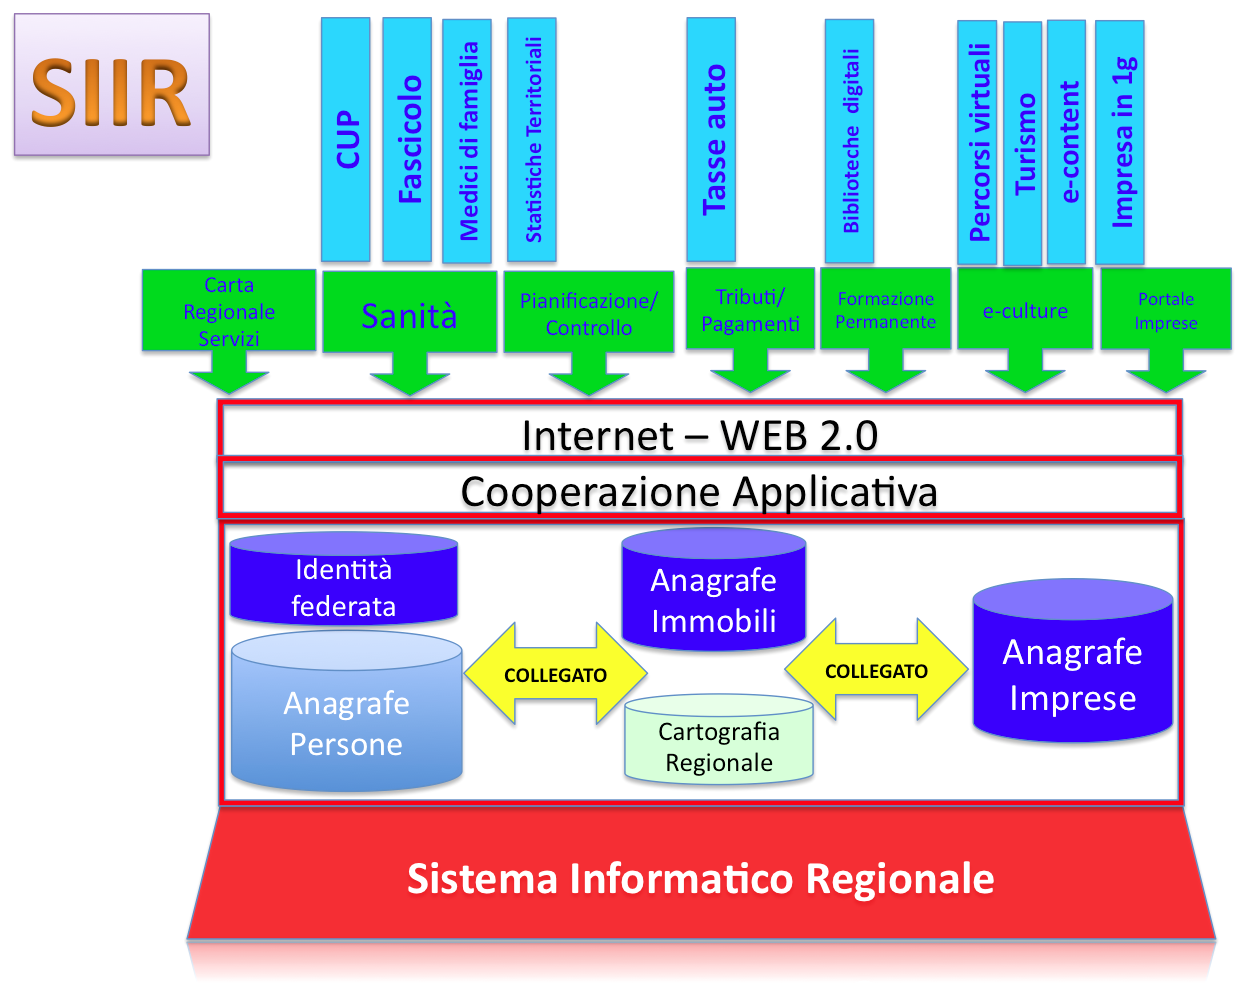 SIIR
CUP
Fascicolo
Medici di famiglia
Statistiche Territoriali
Tasse auto
Biblioteche digitali
Percorsi virtuali
Turismo
e-content
Impresa in 1g
Carta
Regionale
Servizi
Sanità
Pianificazione/
Controllo
Tributi/
Pagamenti
Formazione
Permanente
e-culture
Portale
Imprese
Internet – WEB 2.0
Cooperazione Applicativa
Identità
federata
Anagrafe
Persone
COLLEGATO
Anagrafe
Immobili
Cartografia
Regionale
COLLEGATO
Anagrafe
Imprese
Sistema Informatico Regionale